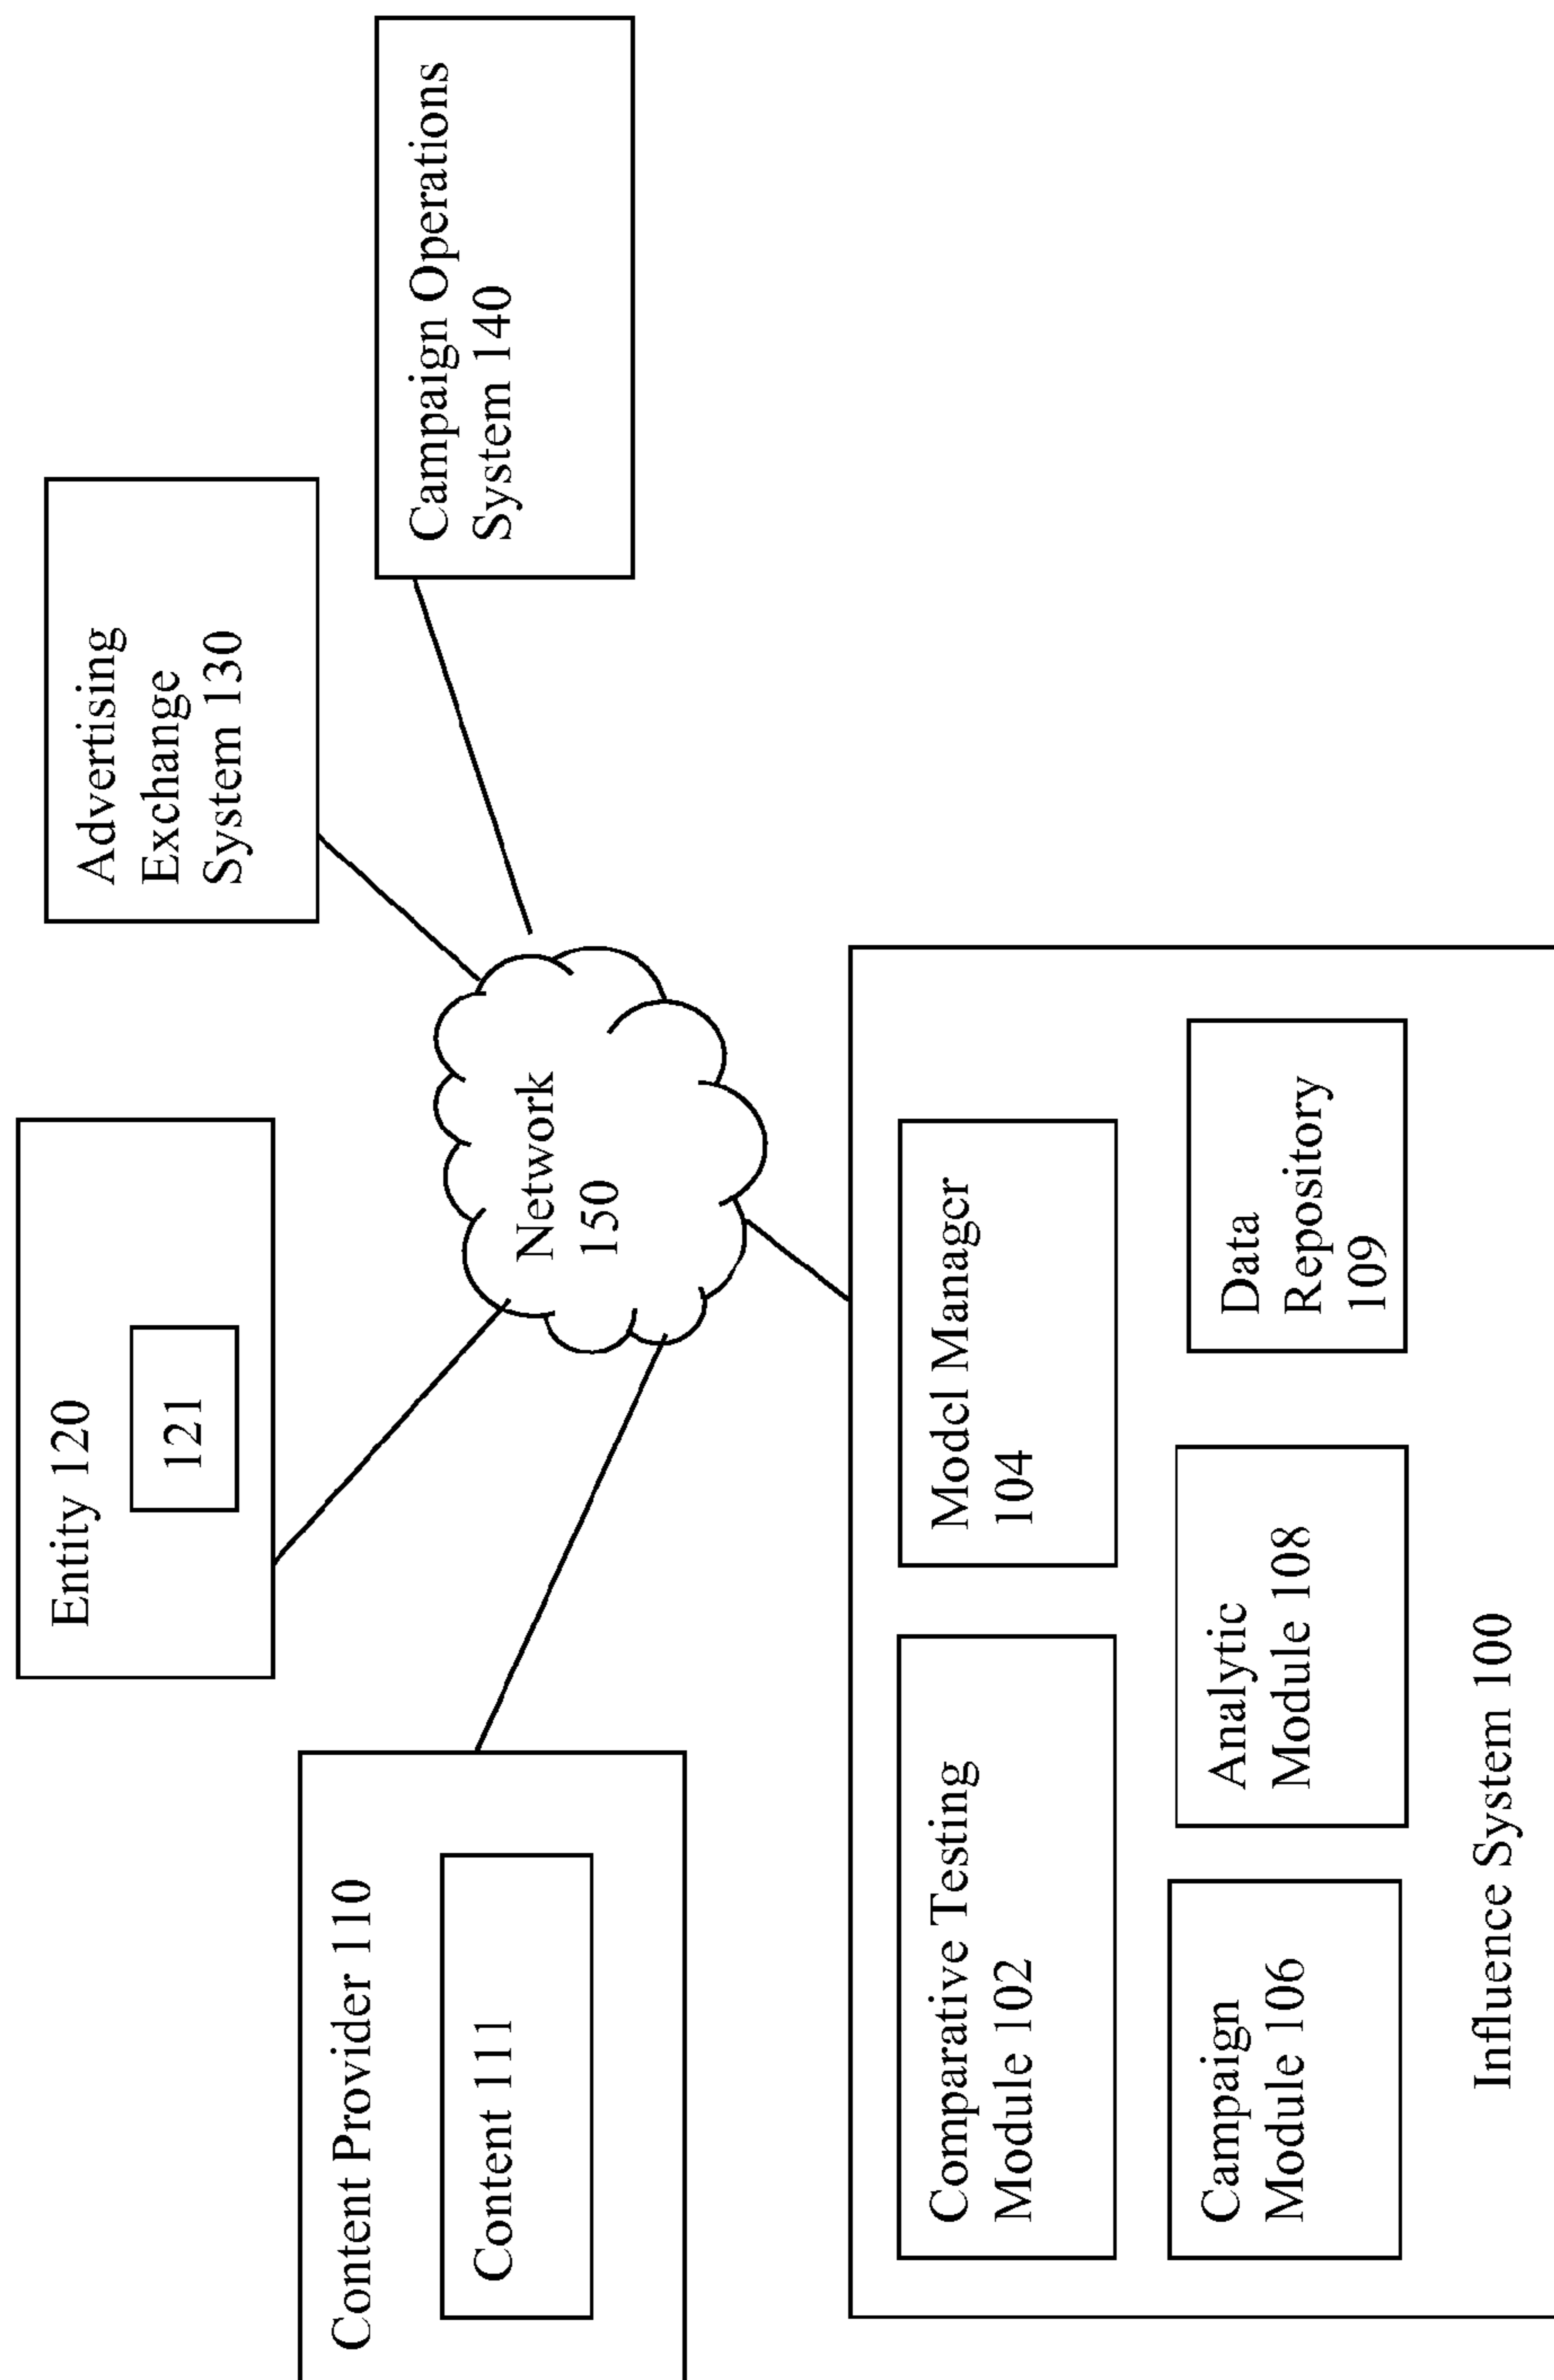 Content Provider 110
Content 111
Entity 120
121
Advertising
Exchange
System 130
Campaign Operations
System 140
Network
150
Comparative Testing
Module 102
Model Manager
104
Campaign
Module 106
Analytic
Module 108
Data
Repository
109
Influence System 100